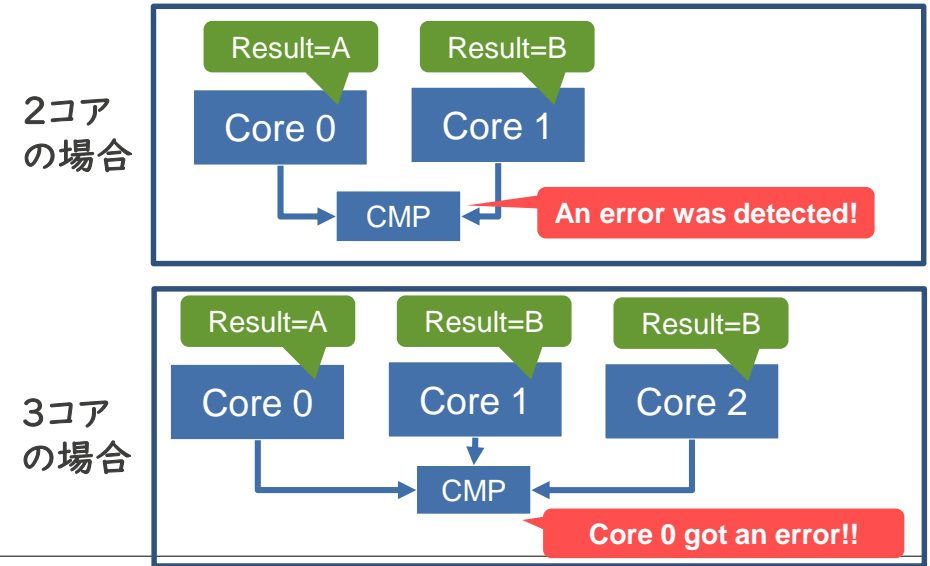 2コア
の場合
Result=A
Result=B
Core 0
Core 1
CMP
An error was detected!
3コア
の場合
Result=A
Result=B
Result=B
Core 0
Core 1
Core 2
CMP
Core 0 got an error!!